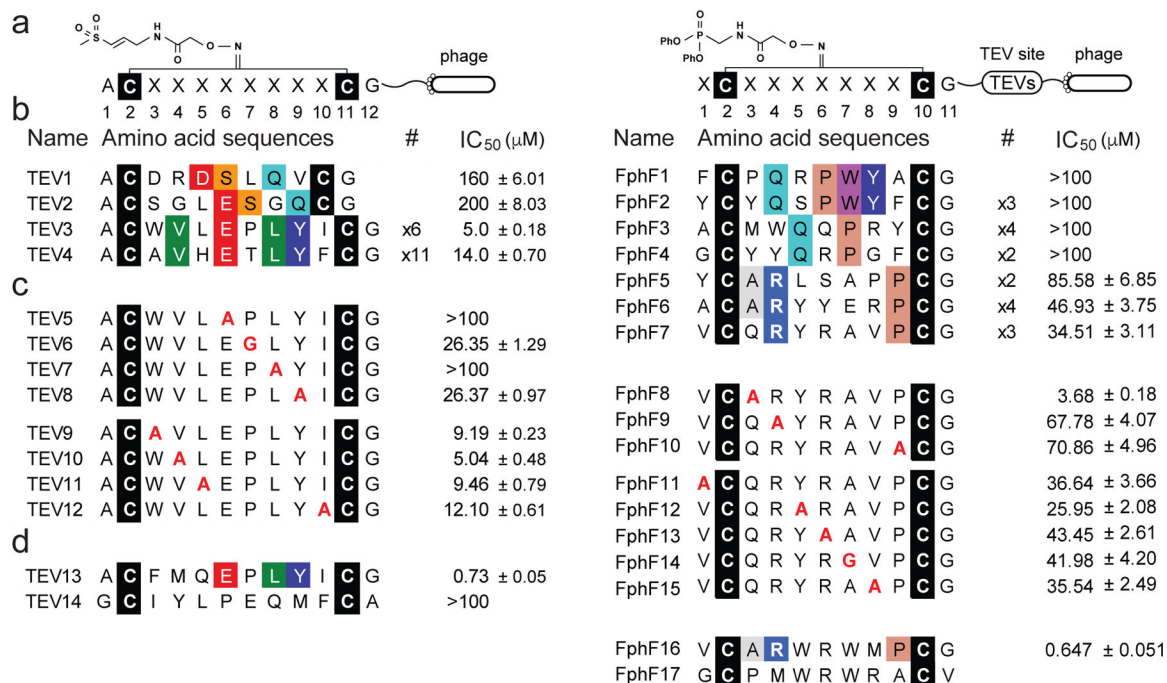 a
O
S
O
H
N
O
O
N
phage
A C X X X X X X X X C G
1 2 3 4 5 6 7 8 9 10 11 12
b
Name Amino acid sequences # IC50 (μM)
TEV1 A C D R D S L Q V C G 160 ± 6.01
TEV2 A C S G L E S G Q C G 200 ± 8.03
TEV3 A C W V L E P L Y I C G x6 5.0 ± 0.18
TEV4 A C A V H E T L Y F C G x11 14.0 ± 0.70
c
TEV5 A C W V L A P L Y I C G >100
TEV6 A C W V L E G L Y I C G 26.35 ± 1.29
TEV7 A C W V L E P A Y I C G >100
TEV8 A C W V L E P L A I C G 26.37 ± 0.97
TEV9 A C A V L E P L Y I C G 9.19 ± 0.23
TEV10 A C W A L E P L Y I C G 5.04 ± 0.48
TEV11 A C W V A E P L Y I C G 9.46 ± 0.79
TEV12 A C W V L E P L Y A C G 12.10 ± 0.61
d
TEV13 A C F M Q E P L Y I C G 0.73 ± 0.05
TEV14 G C I Y L P E Q M F C A >100
O
PhO
P
PhO
H
N
O
O
N
TEV site phage
X C X X X X X X X C G TEVs
1 2 3 4 5 6 7 8 9 10 11
Name Amino acid sequences # IC50 (μM)
FphF1 F C P Q R P W Y A C G >100
FphF2 Y C Y Q S P W Y F C G x3 >100
FphF3 A C M W Q Q P R Y C G x4 >100
FphF4 G C Y Y Q R P G F C G x2 >100
FphF5 Y C A R L S A P P C G x2 85.58 ± 6.85
FphF6 A C A R Y Y E R P C G x4 46.93 ± 3.75
FphF7 V C Q R Y R A V P C G x3 34.51 ± 3.11
FphF8 V C A R Y R A V P C G 3.68 ± 0.18
FphF9 V C Q A Y R A V P C G 67.78 ± 4.07
FphF10 V C Q R Y R A V A C G 70.86 ± 4.96
FphF11 A C Q R Y R A V P C G 36.64 ± 3.66
FphF12 V C Q R A R A V P C G 25.95 ± 2.08
FphF13 V C Q R Y A A V P C G 43.45 ± 2.61
FphF14 V C Q R Y R G V P C G 41.98 ± 4.20
FphF15 V C Q R Y R A A P C G 35.54 ± 2.49
FphF16 V C A R W R W M P C G 0.647 ± 0.051
FphF17 G C P M W R W R A C V